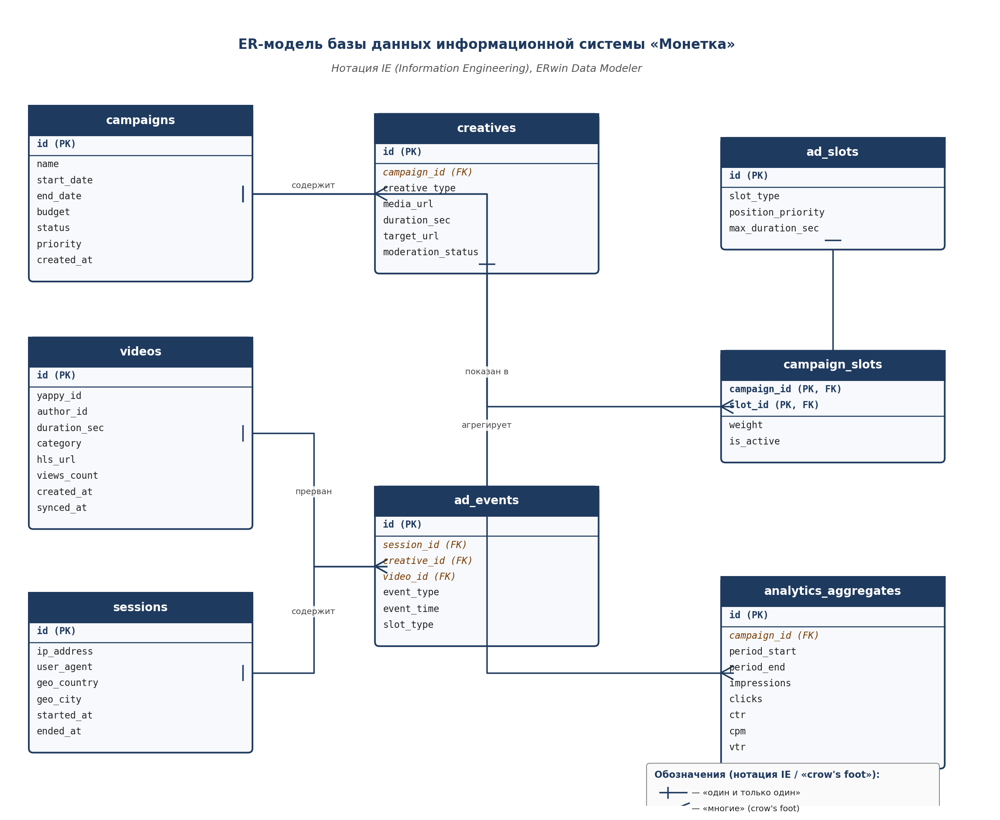 ER-модель базы данных информационной системы «Монетка»
Нотация IE (Information Engineering), ERwin Data Modeler
campaigns
id (PK)
name
start_date
end_date
budget
status
priority
created_at
содержит
creatives
id (PK)
campaign_id (FK)
creative_type
media_url
duration_sec
target_url
moderation_status
ad_slots
id (PK)
slot_type
position_priority
max_duration_sec
videos
id (PK)
yappy_id
author_id
duration_sec
category
hls_url
views_count
created_at
synced_at
показан в
агрегирует
campaign_slots
campaign_id (PK, FK)
slot_id (PK, FK)
weight
is_active
прерван
содержит
ad_events
id (PK)
session_id (FK)
creative_id (FK)
video_id (FK)
event_type
event_time
slot_type
sessions
id (PK)
ip_address
user_agent
geo_country
geo_city
started_at
ended_at
analytics_aggregates
id (PK)
campaign_id (FK)
period_start
period_end
impressions
clicks
ctr
cpm
vtr
Обозначения (нотация IE / «crow's foot»):
— «один и только один»
— «многие» (crow's foot)